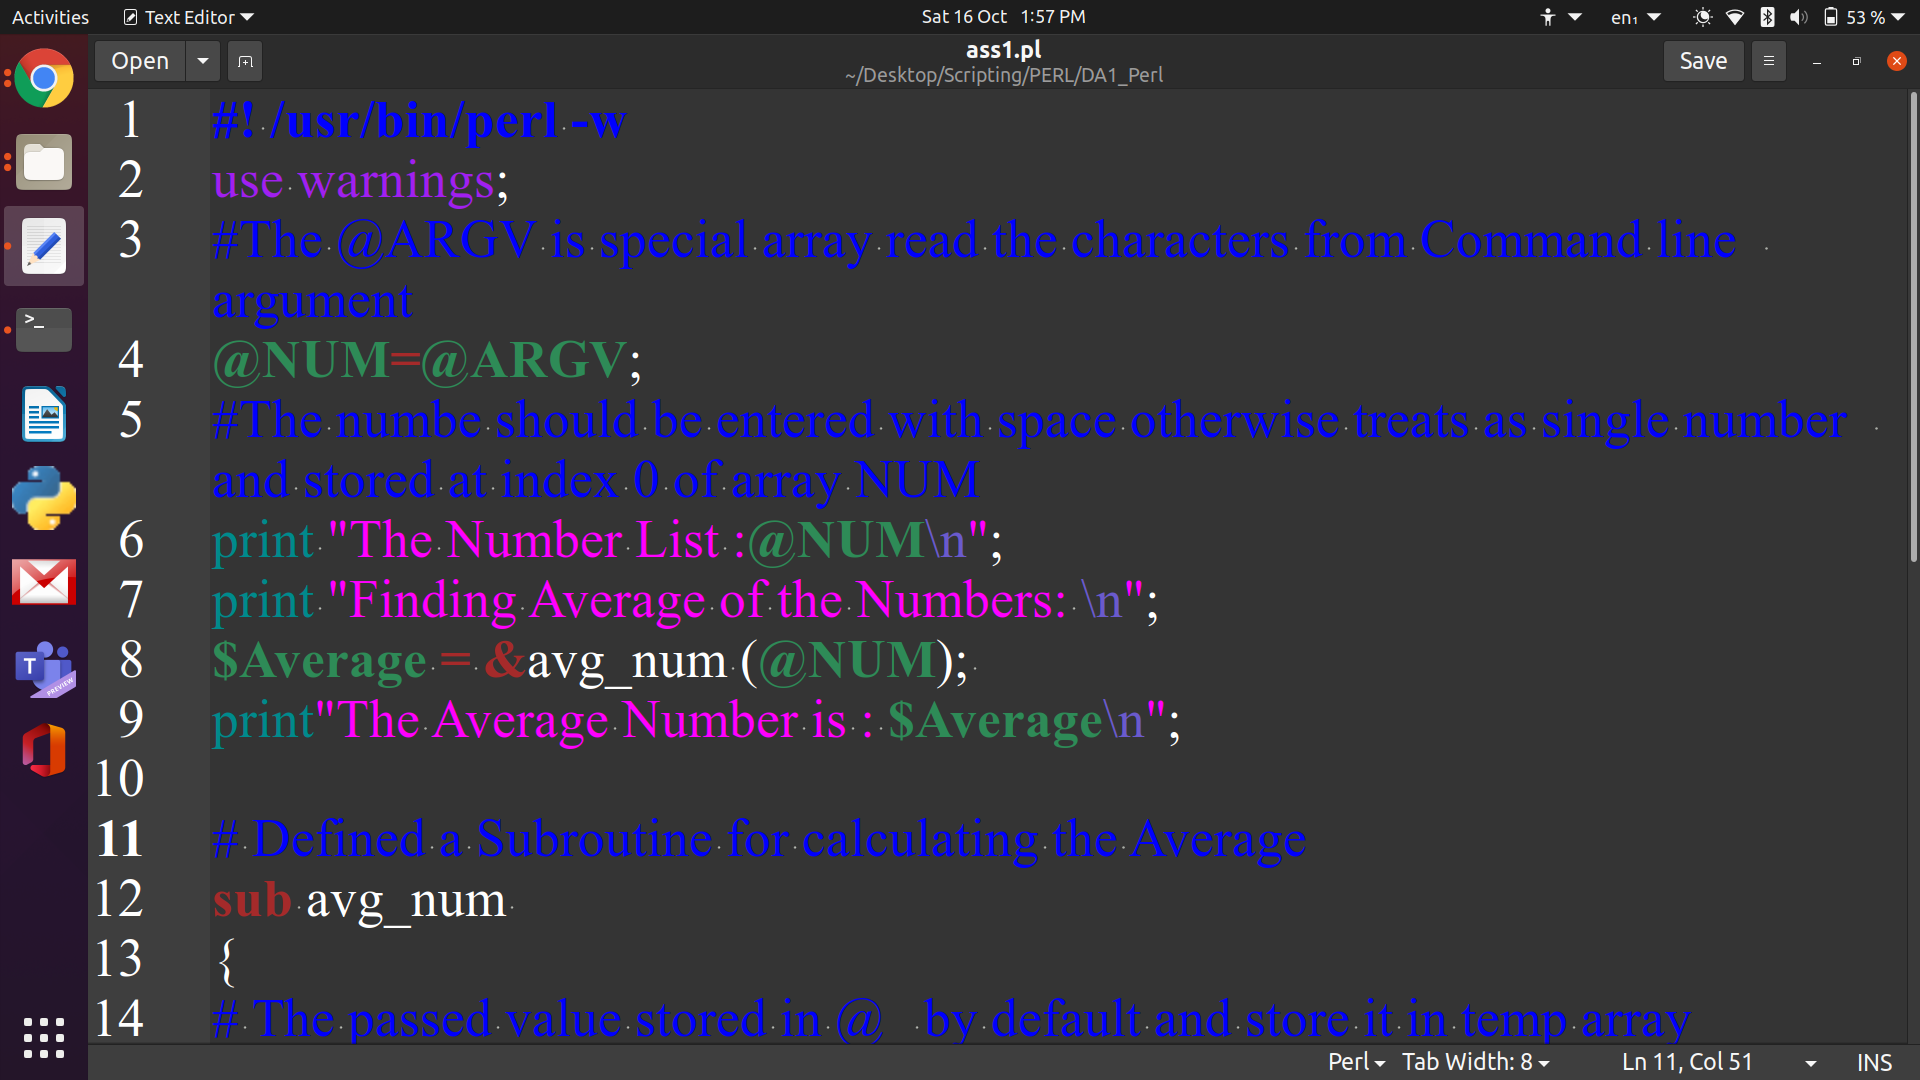 Activities Text Editor Sat 16 Oct 1:57 PM en₁ 53 %
Open ass1.pl Save
~/Desktop/Scripting/PERL/DA1_Perl
1 #! /usr/bin/perl -w
2 use warnings;
3 #The @ARGV is special array read the characters from Command line
argument
4 @NUM=@ARGV;
5 #The numbe should be entered with space otherwise treats as single number
and stored at index 0 of array NUM
6 print "The Number List :@NUM\n";
7 print "Finding Average of the Numbers: \n";
8 $Average = &avg_num (@NUM);
9 print"The Average Number is : $Average\n";
10
11 # Defined a Subroutine for calculating the Average
12 sub avg_num
13 {
14 # The passed value stored in @_ by default and store it in temp array
Perl Tab Width: 8 Ln 11, Col 51 INS
>_
T
PREVIEW